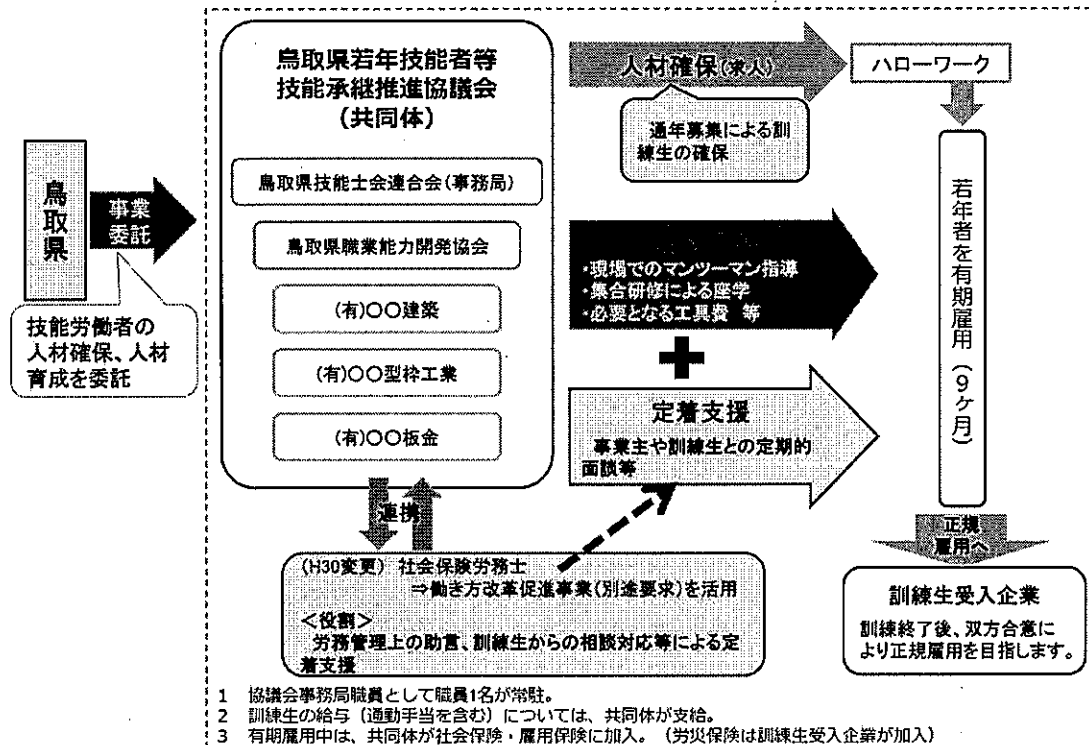 鳥取県
事業
委託
技能労働者の
人材確保、人材
育成を委託
鳥取県若年技能者等
技能承継推進協議会
(共同体)
鳥取県技能士会連合会(事務局)
鳥取県職業能力開発協会
(有)〇〇建築
(有)〇〇型枠工業
(有)〇〇板金
連携
人材確保(求人)
通年募集による訓
練生の確保
ハローワーク
・現場でのマンツーマン指導
・集合研修による座学
・必要となる工具費 等
定着支援
事業主や訓練生との定期的
面談等
若年者を有期雇用(9ヶ月)
正規
雇用へ
訓練生受入企業
訓練終了後、双方合意に
より正規雇用を目指します。
(H30変更) 社会保険労務士
⇒働き方改革促進事業(別途要求)を活用
<役割>
労務管理上の助言、訓練生からの相談対応等による定
着支援
1 協議会事務局職員として職員1名が常駐。
2 訓練生の給与(通勤手当を含む)については、共同体が支給。
3 有期雇用中は、共同体が社会保険・雇用保険に加入。(労災保険は訓練生受入企業が加入)